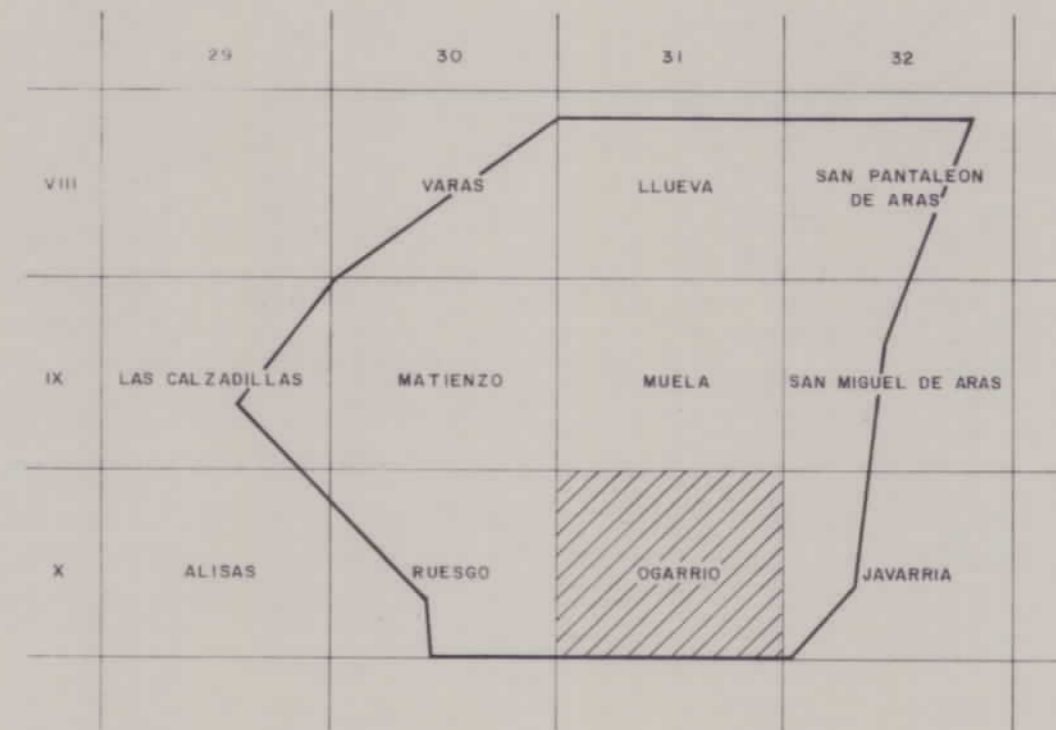 29 30 31 32
VIII VARAS LLUEVA SAN PANTALEON
DE ARAS
IX LAS CALZADILLAS MATIENZO MUELA SAN MIGUEL DE ARAS
X ALISAS RUESGO OGARRIO JAVARRIA